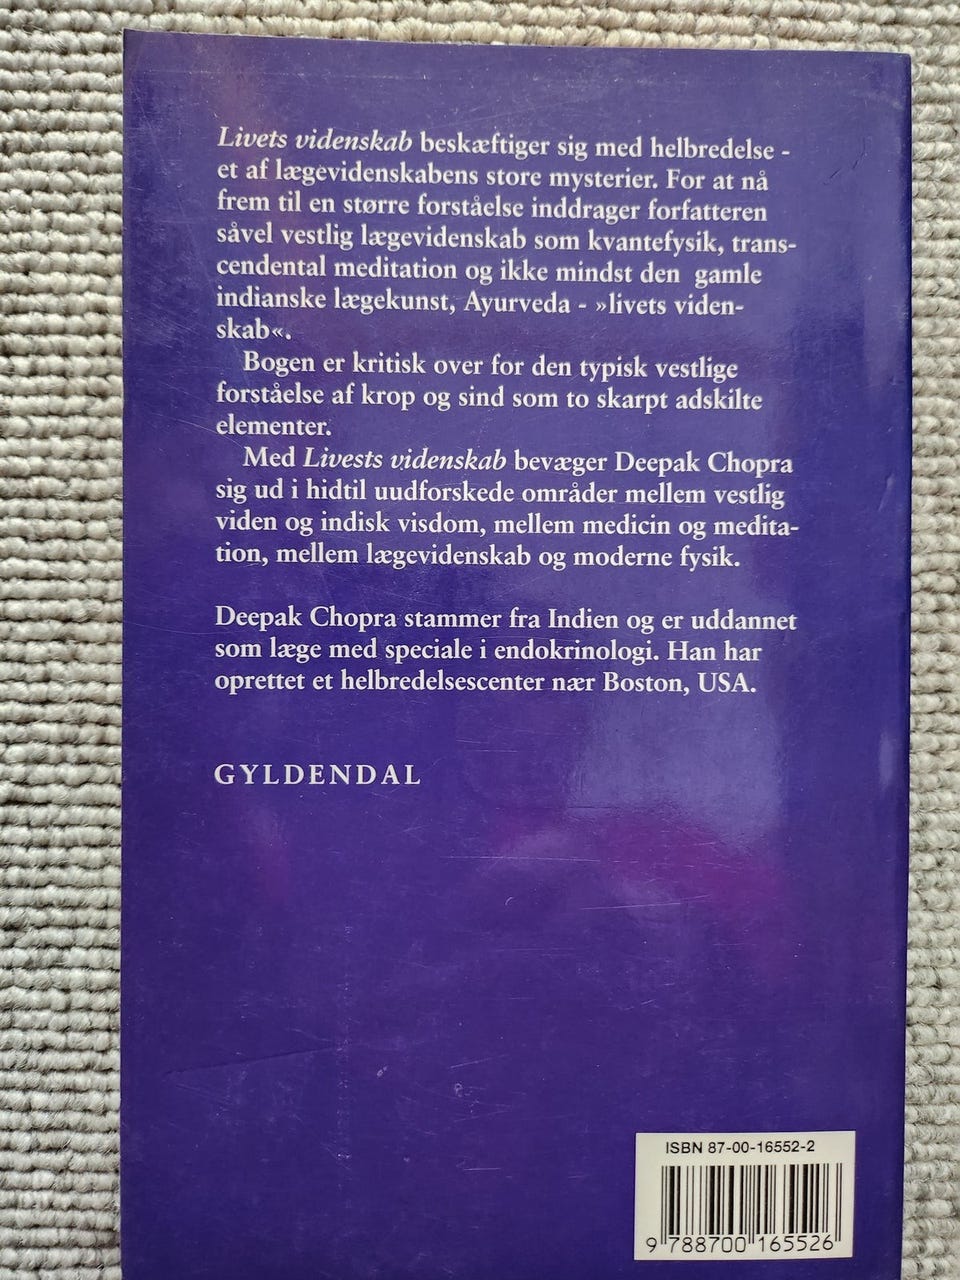 Livets videnskab beskæftiger sig med helbredelse -
et af lægevidenskabens store mysterier. For at nå
frem til en større forståelse inddrager forfatteren
såvel vestlig lægevidenskab som kvantefysik, trans-
cendental meditation og ikke mindst den gamle
indianske lægekunst, Ayurveda - »livets viden-
skab«.
Bogen er kritisk over for den typisk vestlige
forståelse af krop og sind som to skarpt adskilte
elementer.
Med Livests videnskab bevæger Deepak Chopra
sig ud i hidtil uudforskede områder mellem vestlig
viden og indisk visdom, mellem medicin og medita-
tion, mellem lægevidenskab og moderne fysik.
Deepak Chopra stammer fra Indien og er uddannet
som læge med speciale i endokrinologi. Han har
oprettet et helbredelsescenter nær Boston, USA.
GYLDENDAL
ISBN 87-00-16552-2
9 788700 165526